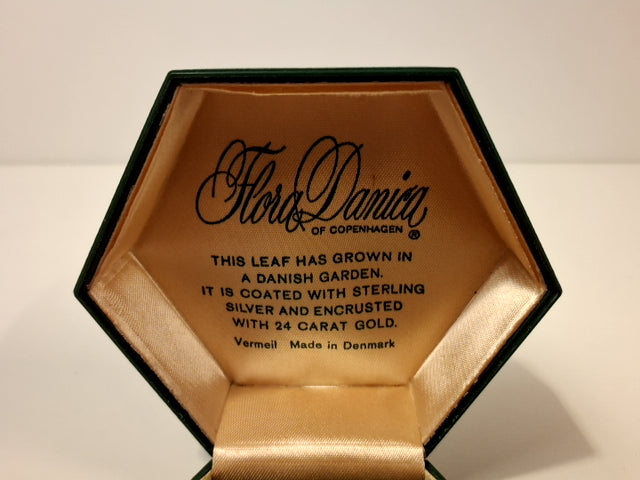 Flora Danica
OF COPENHAGEN ®
THIS LEAF HAS GROWN IN
A DANISH GARDEN.
IT IS COATED WITH STERLING
SILVER AND ENCRUSTED
WITH 24 CARAT GOLD.
Vermeil Made in Denmark